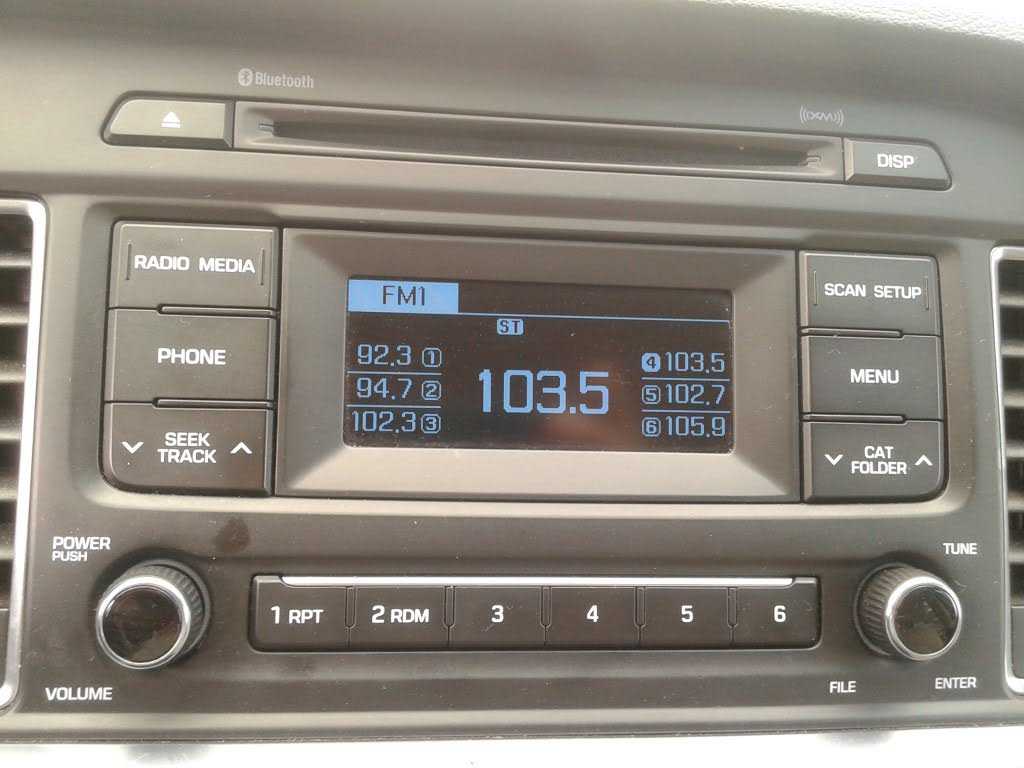 Bluetooth
((XM))
DISP
RADIO MEDIA
SCAN SETUP
PHONE
MENU
SEEK
TRACK
CAT
FOLDER
FM1
ST
92.3 1
94.7 2
102.3 3
103.5
4 103.5
5 102.7
6 105.9
POWER
PUSH
VOLUME
1 RPT
2 RDM
3
4
5
6
TUNE
FILE
ENTER